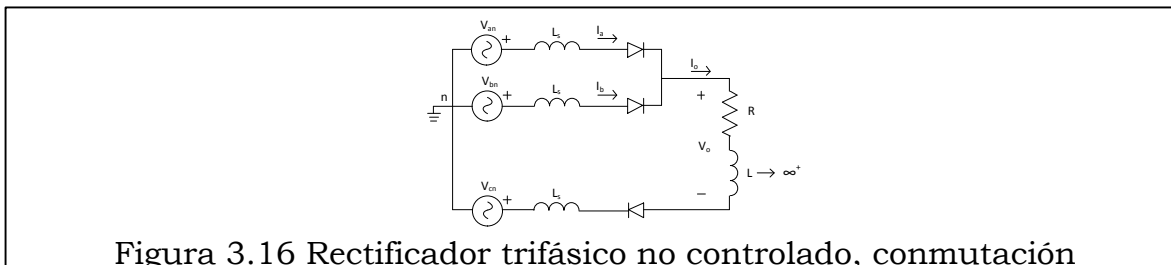 V_an
+
L_s
I_a
I_o
V_bn
+
L_s
I_b
n
+
R
V_o
L → ∞⁺
−
V_cn
+
L_s
Figura 3.16 Rectificador trifásico no controlado, conmutación